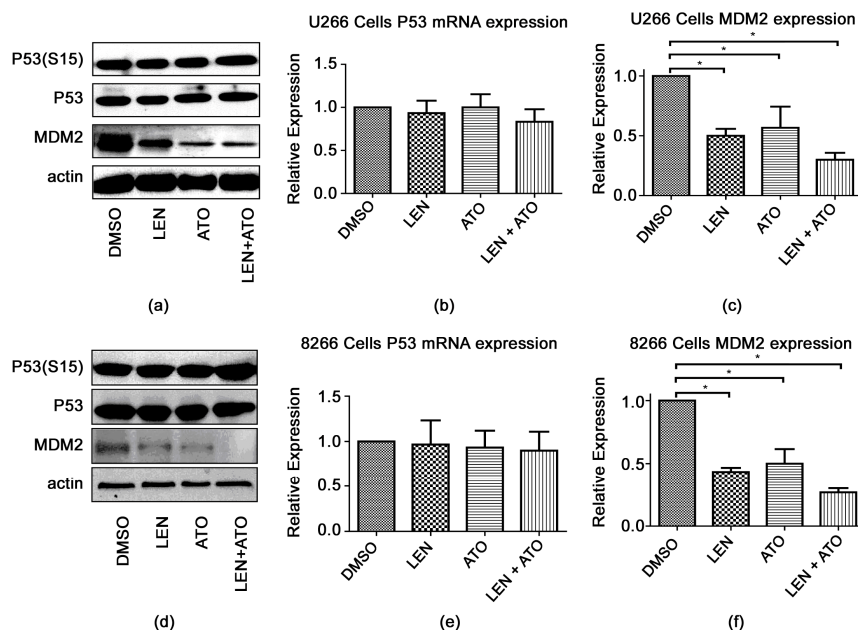 P53(S15)
P53
MDM2
actin
DMSO
LEN
ATO
LEN+ATO
(a)
U266 Cells P53 mRNA expression
Relative Expression
1.5
1.0
0.5
0.0
DMSO
LEN
ATO
LEN + ATO
(b)
U266 Cells MDM2 expression
Relative Expression
*
*
*
1.0
0.5
0.0
DMSO
LEN
ATO
LEN + ATO
(c)
P53(S15)
P53
MDM2
actin
DMSO
LEN
ATO
LEN+ATO
(d)
8266 Cells P53 mRNA expression
Relative Expression
1.5
1.0
0.5
0.0
DMSO
LEN
ATO
LEN + ATO
(e)
8266 Cells MDM2 expression
Relative Expression
*
*
*
1.0
0.5
0.0
DMSO
LEN
ATO
LEN + ATO
(f)